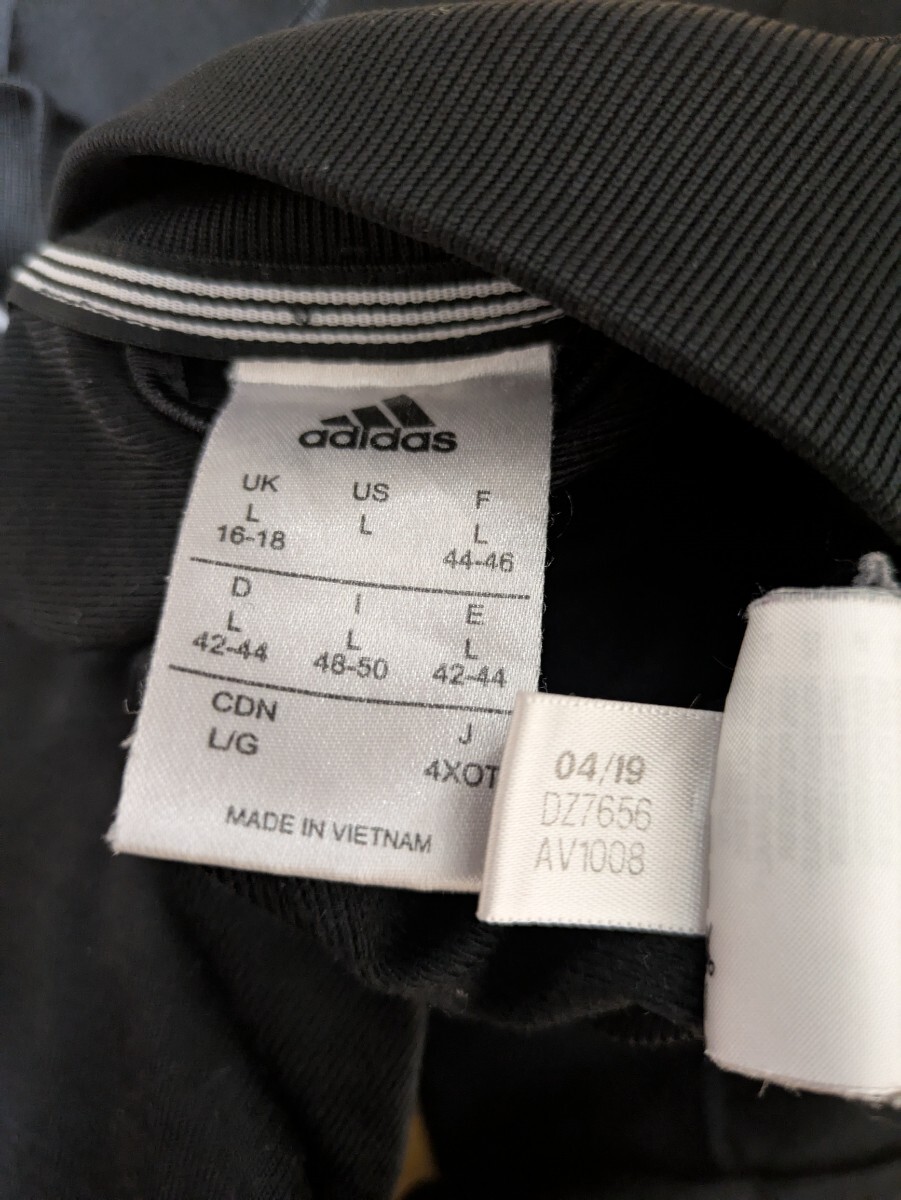 adidas
UK US F
L L L
16-18 44-46
D I E
L L L
42-44 48-50 42-44
CDN J
L/G 4XOT
MADE IN VIETNAM
04/19
DZ7656
AV1008